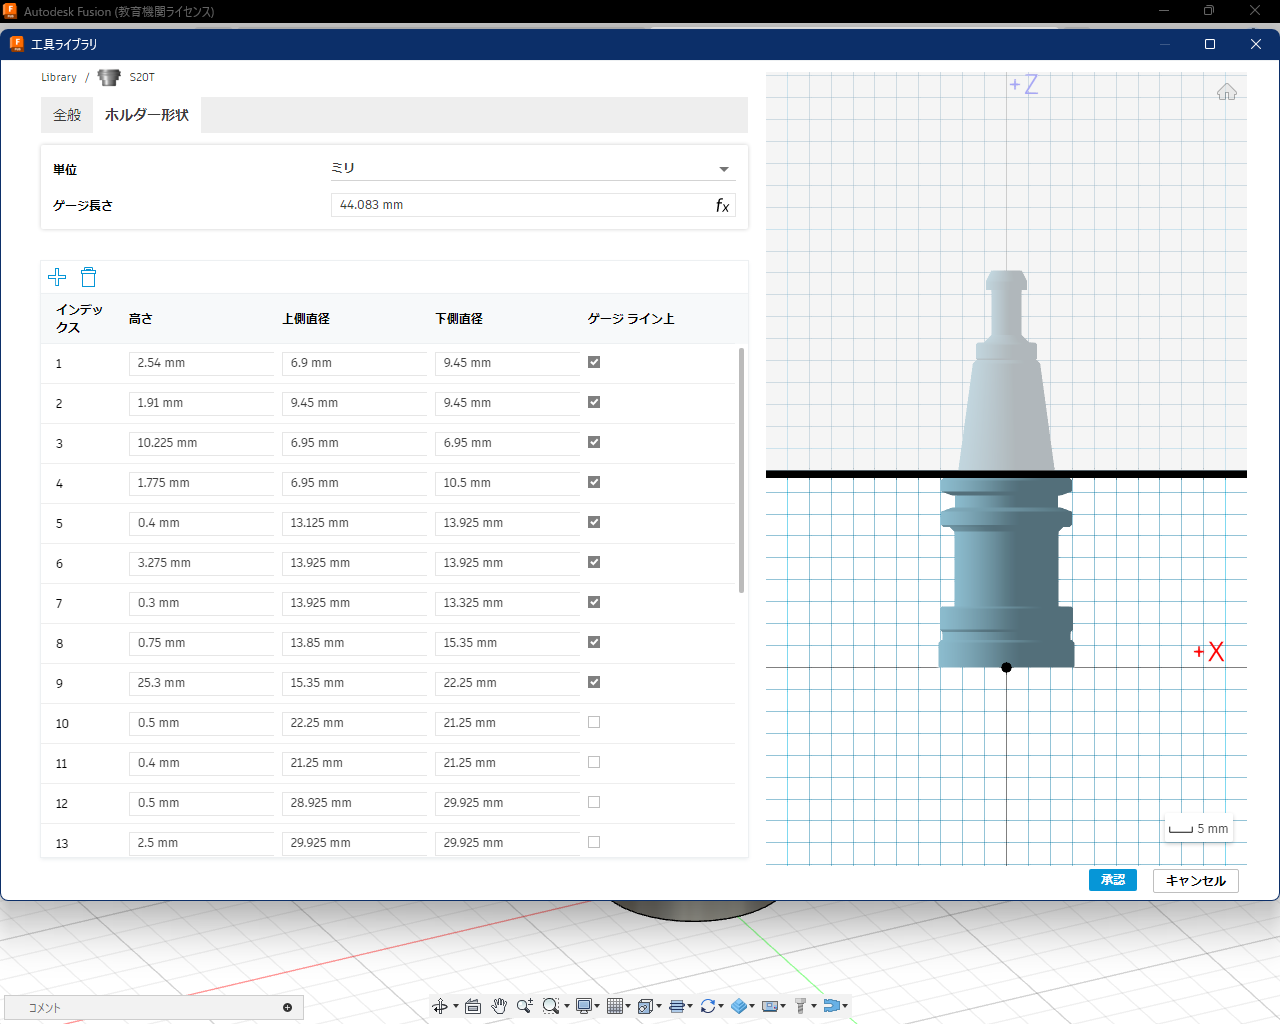 Autodesk Fusion (教育機関ライセンス)
工具ライブラリ
Library / S20T
全般 ホルダー形状
単位 ミリ
ゲージ長さ 44.083 mm fx
インデックス 高さ 上側直径 下側直径 ゲージ ライン上
1 2.54 mm 6.9 mm 9.45 mm
2 1.91 mm 9.45 mm 9.45 mm
3 10.225 mm 6.95 mm 6.95 mm
4 1.775 mm 6.95 mm 10.5 mm
5 0.4 mm 13.125 mm 13.925 mm
6 3.275 mm 13.925 mm 13.925 mm
7 0.3 mm 13.925 mm 13.325 mm
8 0.75 mm 13.85 mm 15.35 mm
9 25.3 mm 15.35 mm 22.25 mm
10 0.5 mm 22.25 mm 21.25 mm
11 0.4 mm 21.25 mm 21.25 mm
12 0.5 mm 28.925 mm 29.925 mm
13 2.5 mm 29.925 mm 29.925 mm
+Z
+X
5 mm
承認 キャンセル
コメント